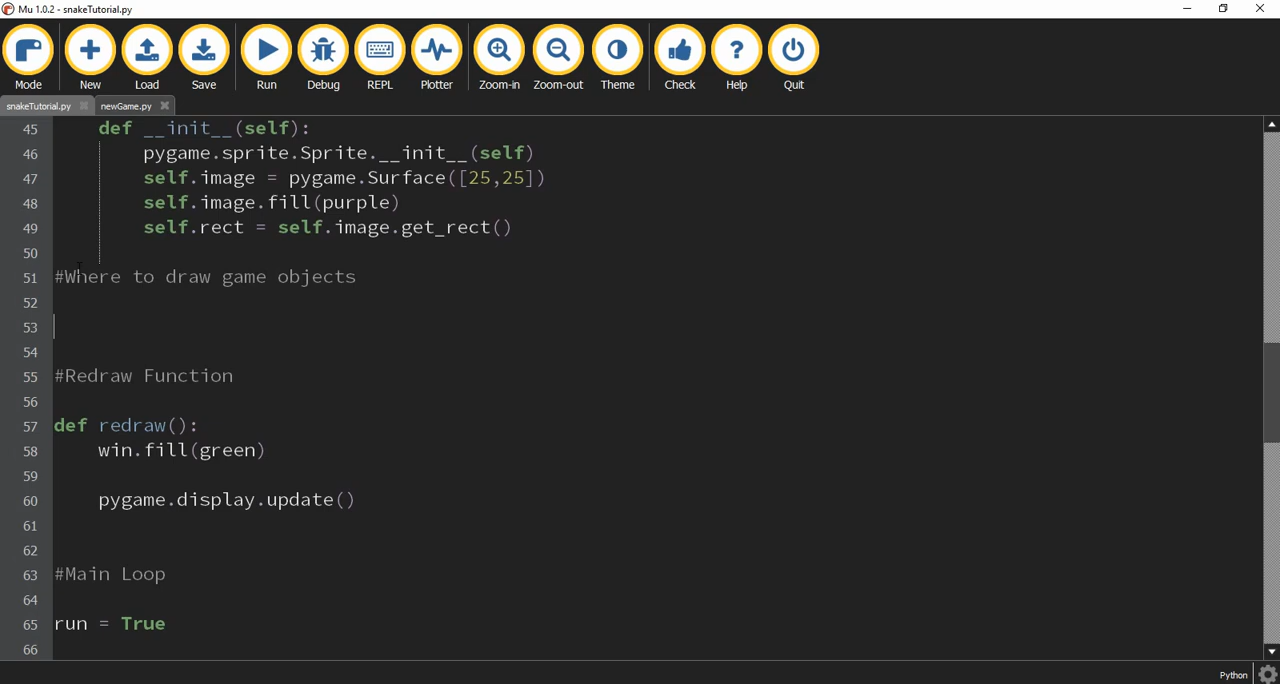 Mu 1.0.2 - snakeTutorial.py
Mode New Load Save Run Debug REPL Plotter Zoom-in Zoom-out Theme Check Help Quit
snakeTutorial.py newGame.py
45 def __init__(self):
46 pygame.sprite.Sprite.__init__(self)
47 self.image = pygame.Surface([25,25])
48 self.image.fill(purple)
49 self.rect = self.image.get_rect()
50
51 #Where to draw game objects
52
53
54
55 #Redraw Function
56
57 def redraw():
58 win.fill(green)
59
60 pygame.display.update()
61
62
63 #Main Loop
64
65 run = True
66
Python